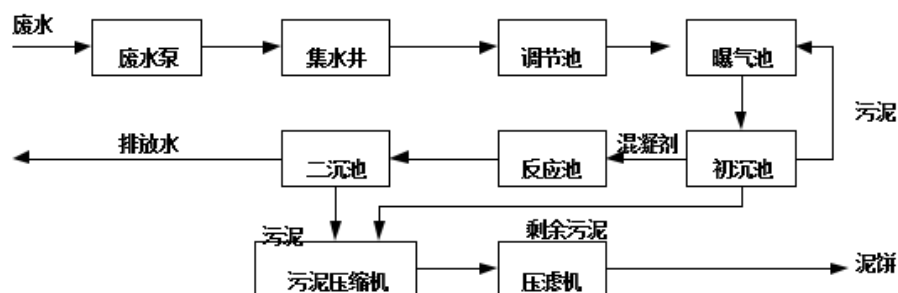 废水
废水泵
集水井
调节池
曝气池
污泥
排放水
二沉池
反应池
混凝剂
初沉池
污泥
剩余污泥
污泥压缩机
压滤机
泥饼